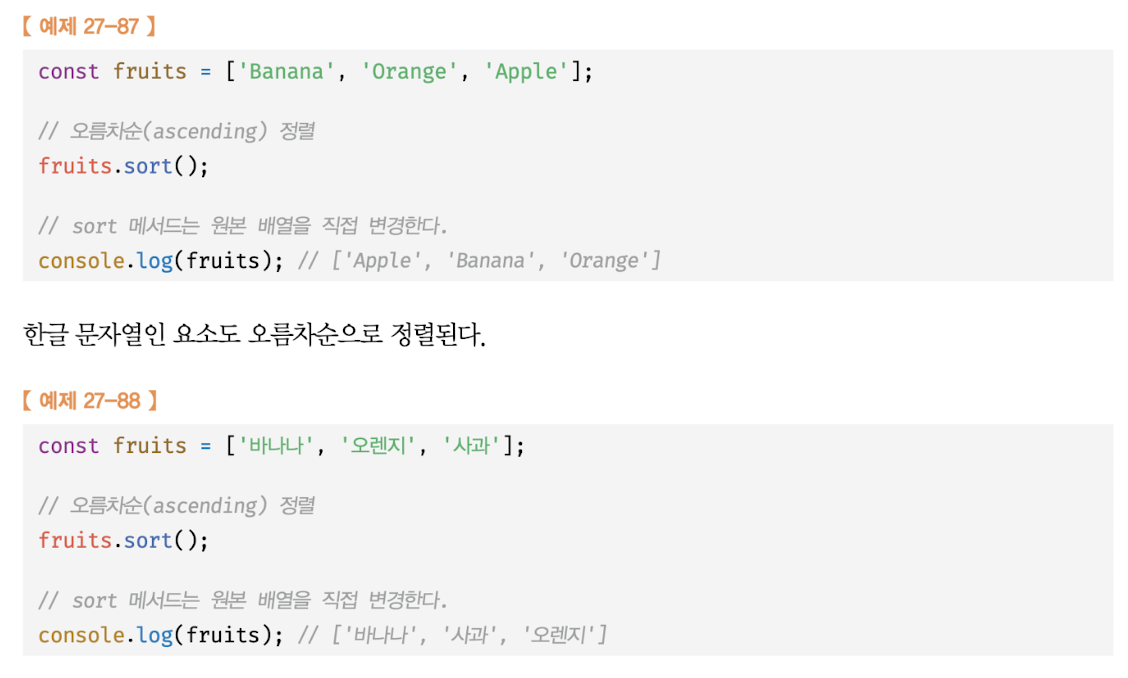 【 예제 27-87 】
const fruits = ['Banana', 'Orange', 'Apple'];
// 오름차순(ascending) 정렬
fruits.sort();
// sort 메서드는 원본 배열을 직접 변경한다.
console.log(fruits); // ['Apple', 'Banana', 'Orange']
한글 문자열인 요소도 오름차순으로 정렬된다.
【 예제 27-88 】
const fruits = ['바나나', '오렌지', '사과'];
// 오름차순(ascending) 정렬
fruits.sort();
// sort 메서드는 원본 배열을 직접 변경한다.
console.log(fruits); // ['바나나', '사과', '오렌지']